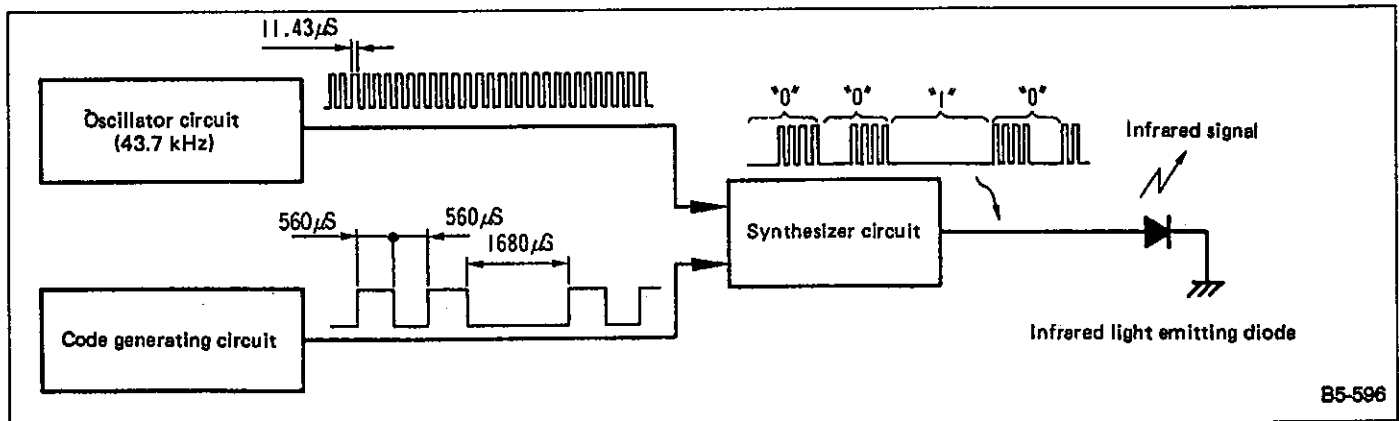 11.43μS
Oscillator circuit
(43.7 kHz)
"0" "0" "1" "0"
Infrared signal
560μS 560μS
1680μS
Synthesizer circuit
Code generating circuit
Infrared light emitting diode
B5-596